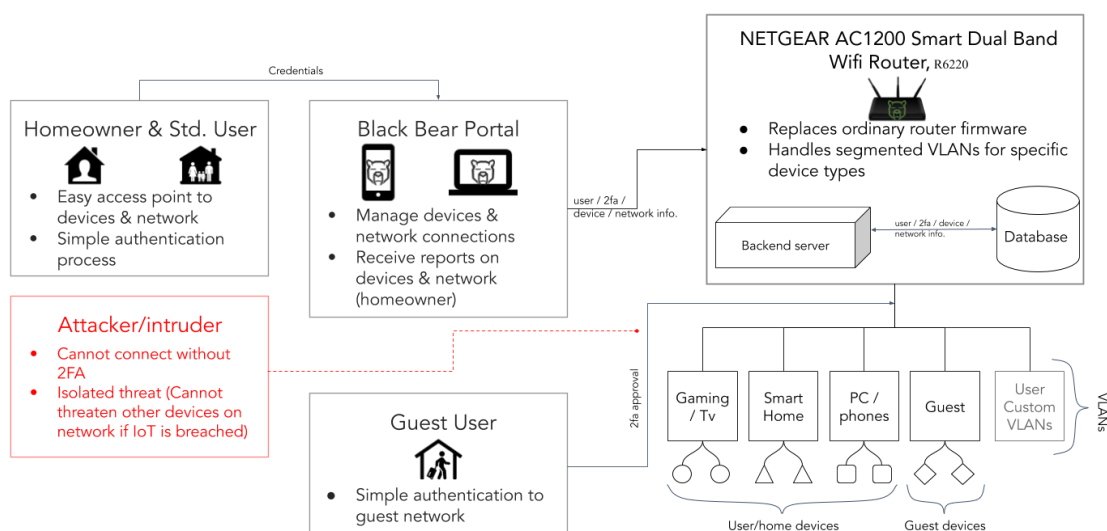 Credentials
Homeowner & Std. User
• Easy access point to
devices & network
• Simple authentication
process
Black Bear Portal
• Manage devices &
network connections
• Receive reports on
devices & network
(homeowner)
user / 2fa /
device / network info.
NETGEAR AC1200 Smart Dual Band
Wifi Router, R6220
• Replaces ordinary router firmware
• Handles segmented VLANs for specific
device types
Backend server
user / 2fa / device /
network info.
Database
Attacker/intruder
• Cannot connect without
2FA
• Isolated threat (Cannot
threaten other devices on
network if IoT is breached)
Guest User
• Simple authentication to
guest network
2fa approval
Gaming
/ Tv
Smart
Home
PC /
phones
Guest
User
Custom
VLANs
VLANs
User/home devices
Guest devices